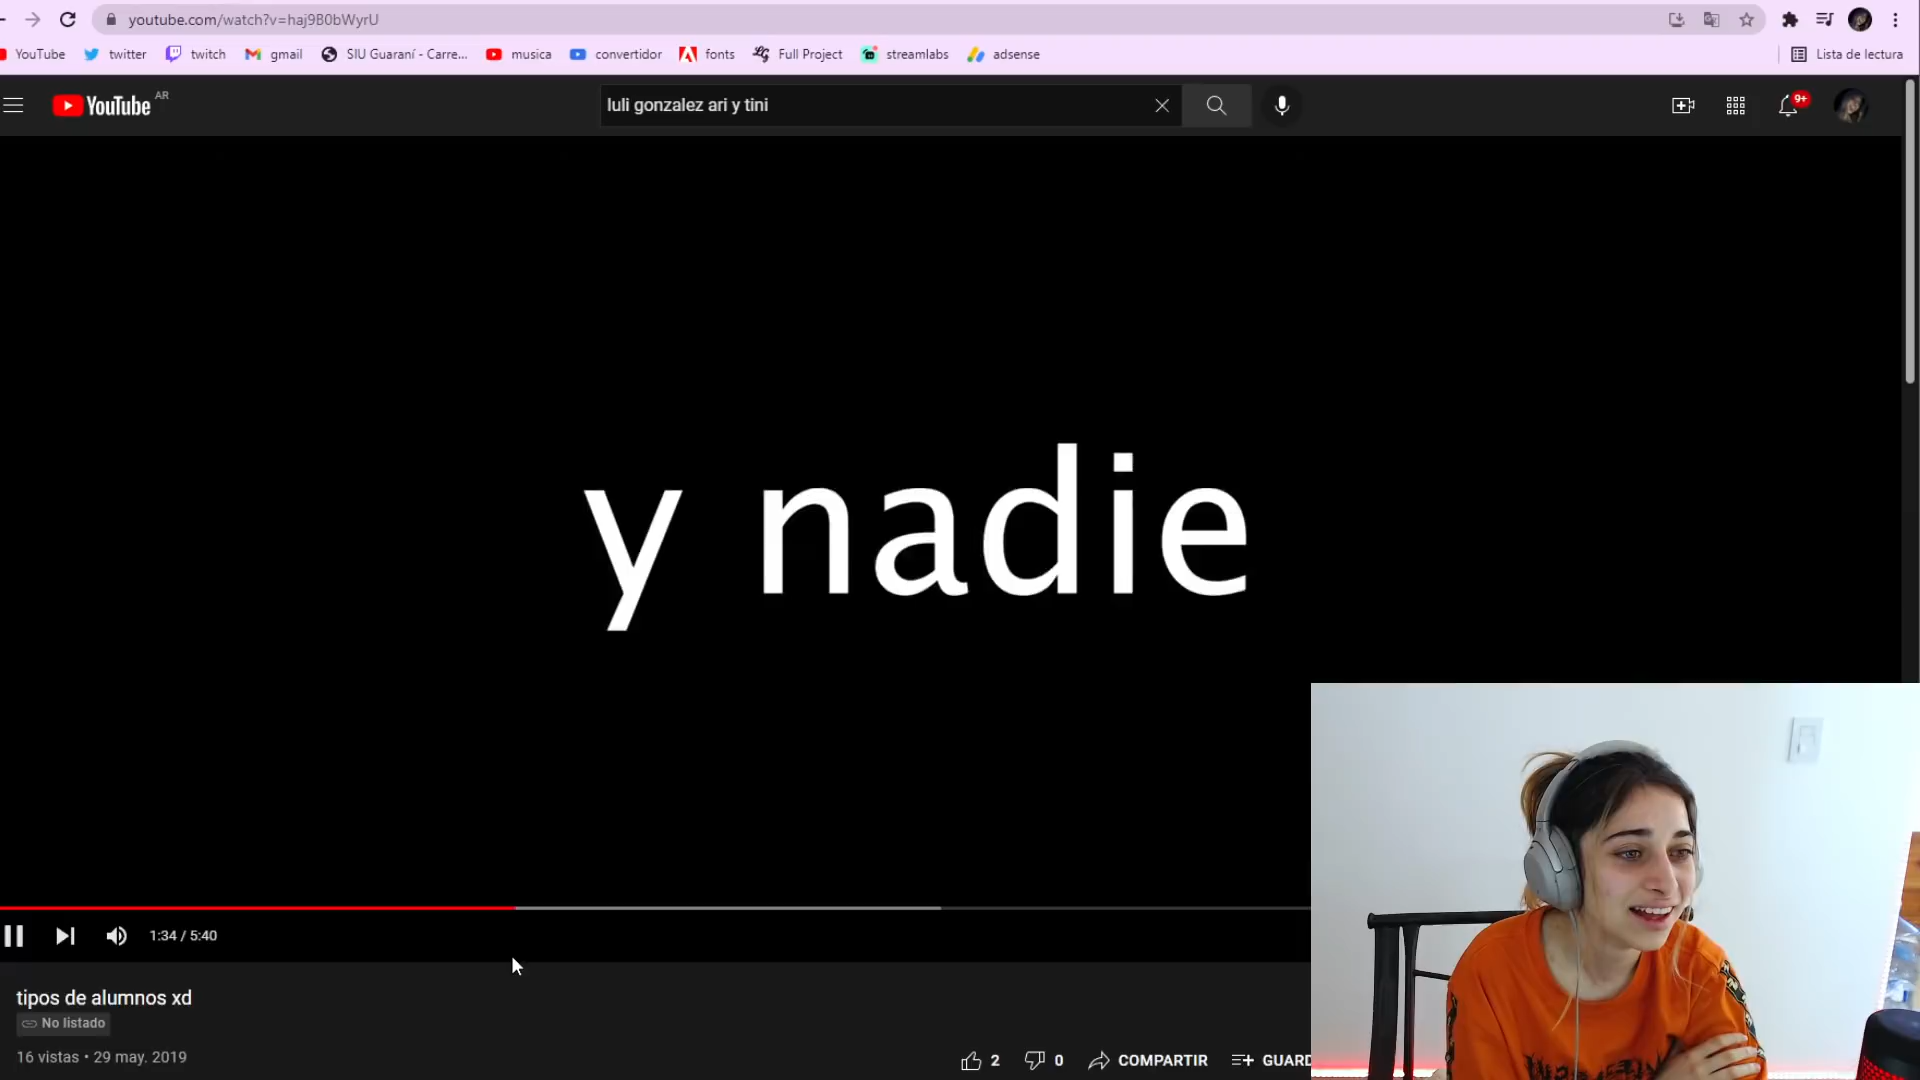 youtube.com/watch?v=haj9B0bWyrU
YouTube twitter twitch gmail SIU Guaraní - Carre... musica convertidor fonts Full Project streamlabs adsense Lista de lectura
YouTube AR luli gonzalez ari y tini 9+
y nadie
1:34 / 5:40
tipos de alumnos xd
No listado
16 vistas • 29 may. 2019 2 0 COMPARTIR GUARD